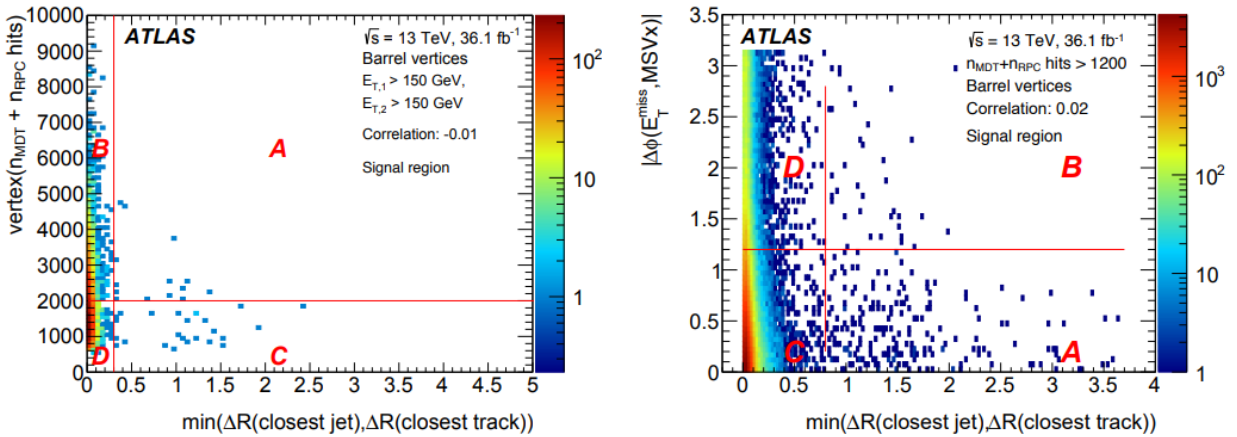 vertex(n_MDT + n_RPC hits)
10000
9000
8000
7000
6000
5000
4000
3000
2000
1000
0
ATLAS
√s = 13 TeV, 36.1 fb⁻¹
Barrel vertices
E_T,1 > 150 GeV,
E_T,2 > 150 GeV
Correlation: -0.01
Signal region
B
A
D
C
0 0.5 1 1.5 2 2.5 3 3.5 4 4.5 5
min(ΔR(closest jet),ΔR(closest track))
10²
10
1
|Δϕ(E_T^miss,MSVx)|
3.5
3
2.5
2
1.5
1
0.5
0
ATLAS
√s = 13 TeV, 36.1 fb⁻¹
n_MDT+n_RPC hits > 1200
Barrel vertices
Correlation: 0.02
Signal region
D
B
C
A
0 0.5 1 1.5 2 2.5 3 3.5 4
min(ΔR(closest jet),ΔR(closest track))
10³
10²
10
1